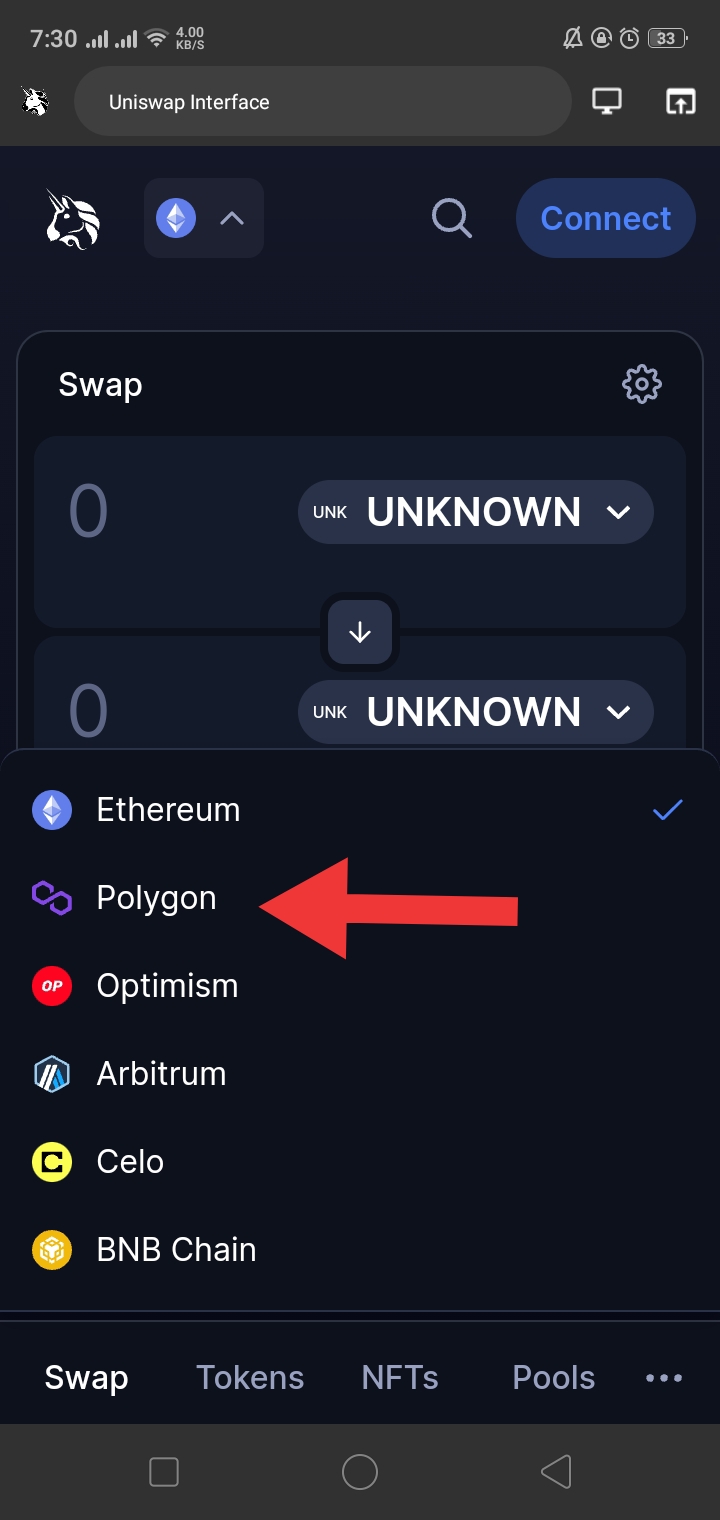 7:30 4.00 KB/S 33
Uniswap Interface
Connect
Swap
0 UNK UNKNOWN
0 UNK UNKNOWN
Ethereum
Polygon
OP Optimism
Arbitrum
Celo
BNB Chain
Swap Tokens NFTs Pools